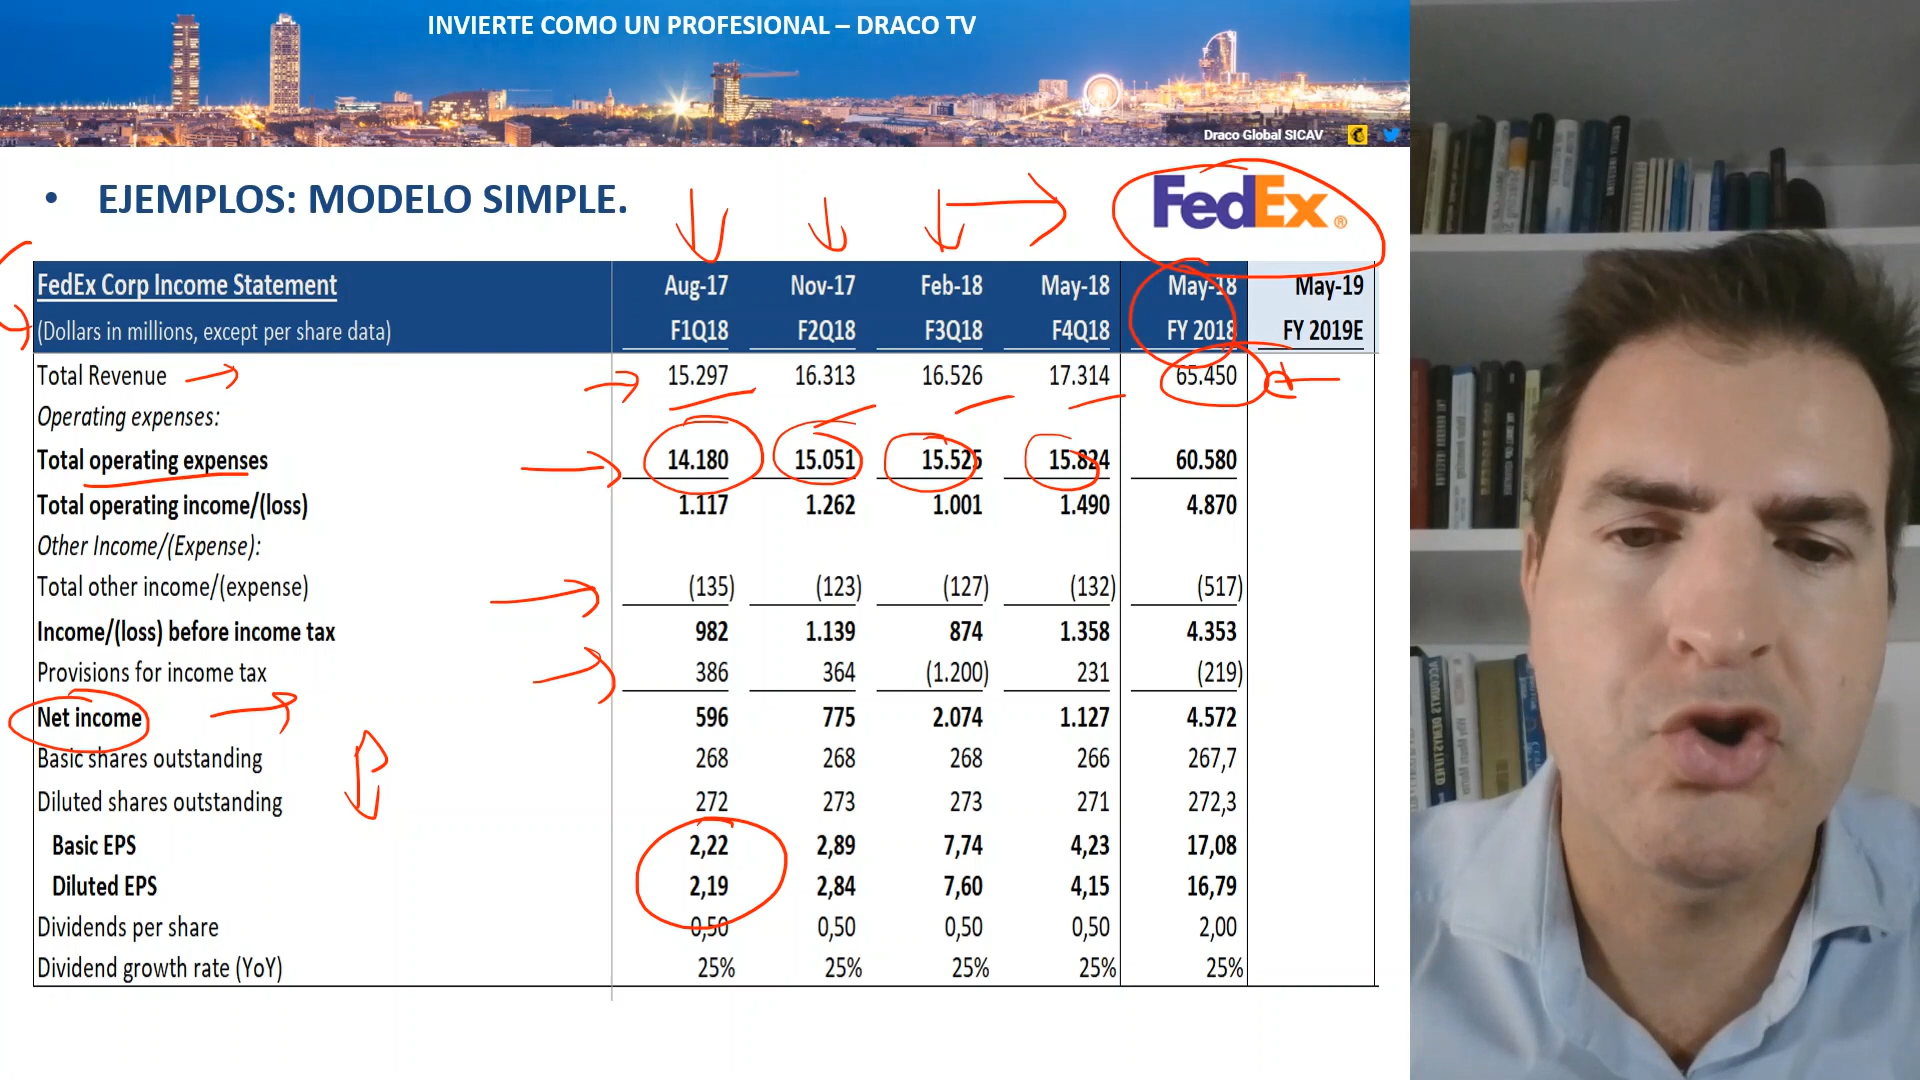 INVIERTE COMO UN PROFESIONAL – DRACO TV
Draco Global SICAV
• EJEMPLOS: MODELO SIMPLE.
FedEx®
FedEx Corp Income Statement Aug-17 Nov-17 Feb-18 May-18 May-18 May-19
(Dollars in millions, except per share data) F1Q18 F2Q18 F3Q18 F4Q18 FY 2018 FY 2019E
Total Revenue 15.297 16.313 16.526 17.314 65.450
Operating expenses:
Total operating expenses 14.180 15.051 15.525 15.824 60.580
Total operating income/(loss) 1.117 1.262 1.001 1.490 4.870
Other Income/(Expense):
Total other income/(expense) (135) (123) (127) (132) (517)
Income/(loss) before income tax 982 1.139 874 1.358 4.353
Provisions for income tax 386 364 (1.200) 231 (219)
Net income 596 775 2.074 1.127 4.572
Basic shares outstanding 268 268 268 266 267,7
Diluted shares outstanding 272 273 273 271 272,3
Basic EPS 2,22 2,89 7,74 4,23 17,08
Diluted EPS 2,19 2,84 7,60 4,15 16,79
Dividends per share 0,50 0,50 0,50 0,50 2,00
Dividend growth rate (YoY) 25% 25% 25% 25% 25%